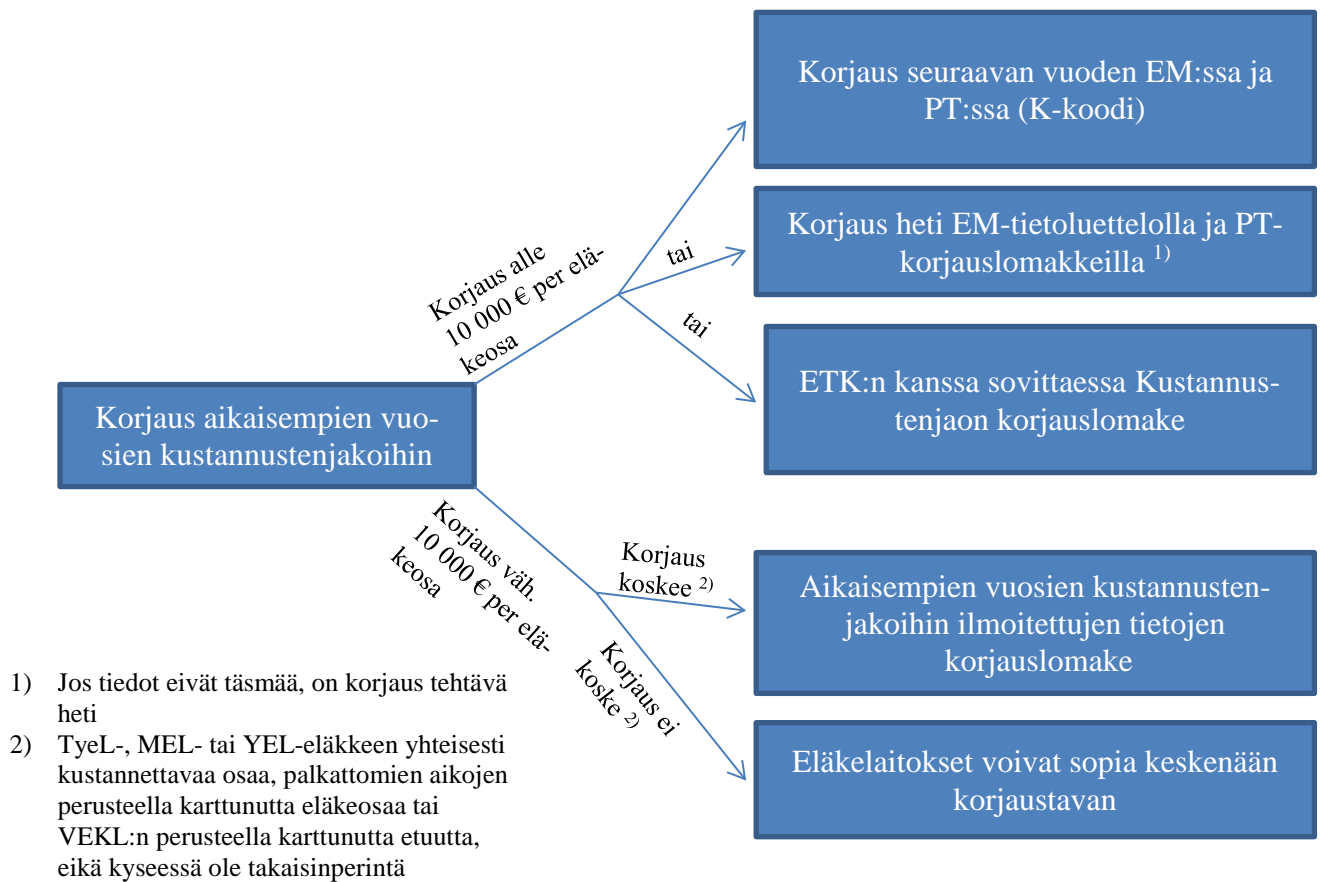 Korjaus seuraavan vuoden EM:ssa ja
PT:ssa (K-koodi)
Korjaus heti EM-tietoluettelolla ja PT-
korjauslomakkeilla 1)
ETK:n kanssa sovittaessa Kustannus-
tenjaon korjauslomake
Korjaus alle
10 000 € per elä-
keosa
tai
tai
Korjaus aikaisempien vuo-
sien kustannustenjakoihin
Korjaus väh.
10 000 € per elä-
keosa
Korjaus
koskee 2)
Korjaus ei
koske 2)
Aikaisempien vuosien kustannusten-
jakoihin ilmoitettujen tietojen
korjauslomake
Eläkelaitokset voivat sopia keskenään
korjaustavan
1) Jos tiedot eivät täsmää, on korjaus tehtävä
heti
2) TyeL-, MEL- tai YEL-eläkkeen yhteisesti
kustannettavaa osaa, palkattomien aikojen
perusteella karttunutta eläkeosaa tai
VEKL:n perusteella karttunutta etuutta,
eikä kyseessä ole takaisinperintä